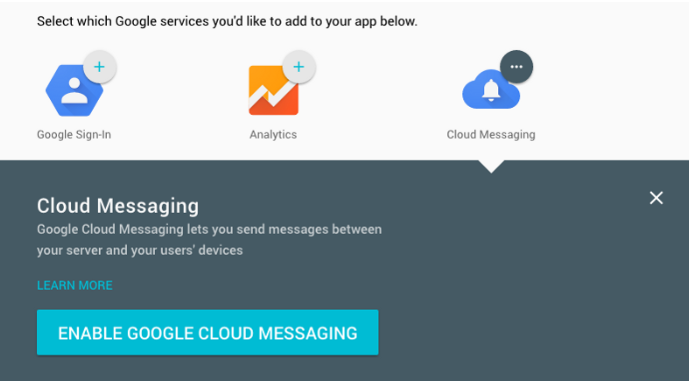 Select which Google services you'd like to add to your app below.
Google Sign-In
Analytics
Cloud Messaging
Cloud Messaging
Google Cloud Messaging lets you send messages between
your server and your users' devices
LEARN MORE
ENABLE GOOGLE CLOUD MESSAGING